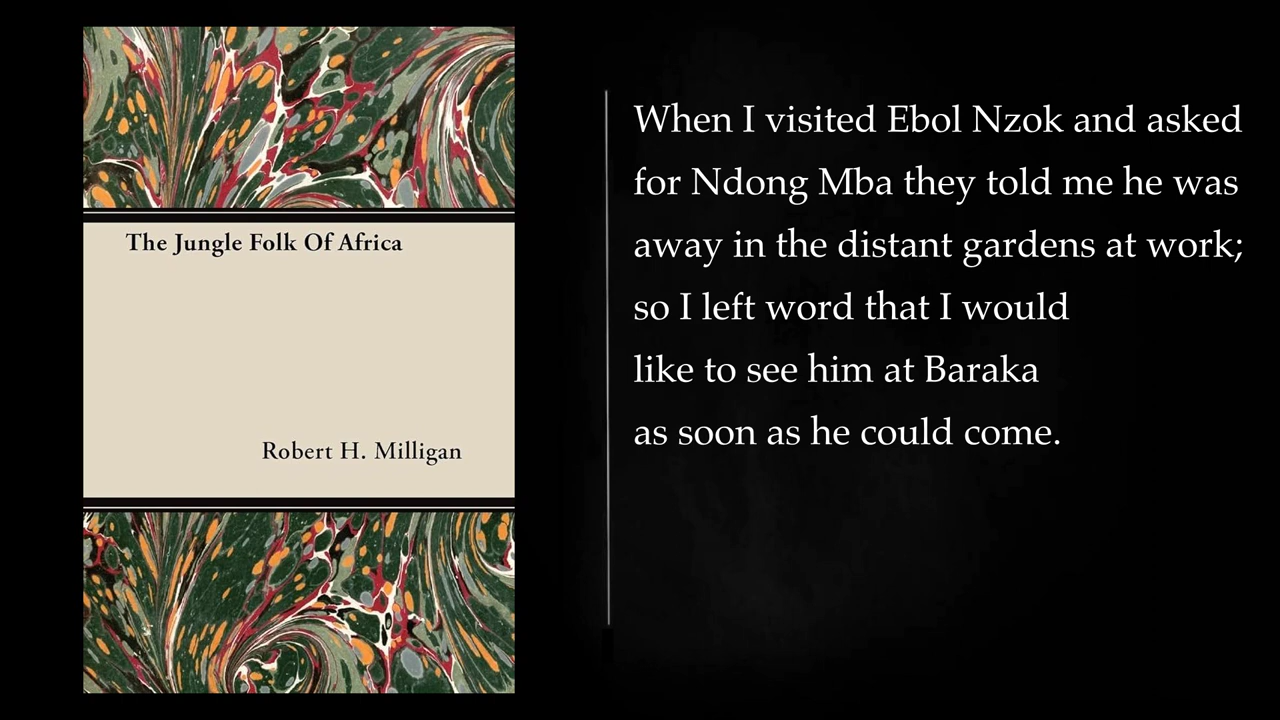 The Jungle Folk Of Africa
Robert H. Milligan
When I visited Ebol Nzok and asked
for Ndong Mba they told me he was
away in the distant gardens at work;
so I left word that I would
like to see him at Baraka
as soon as he could come.